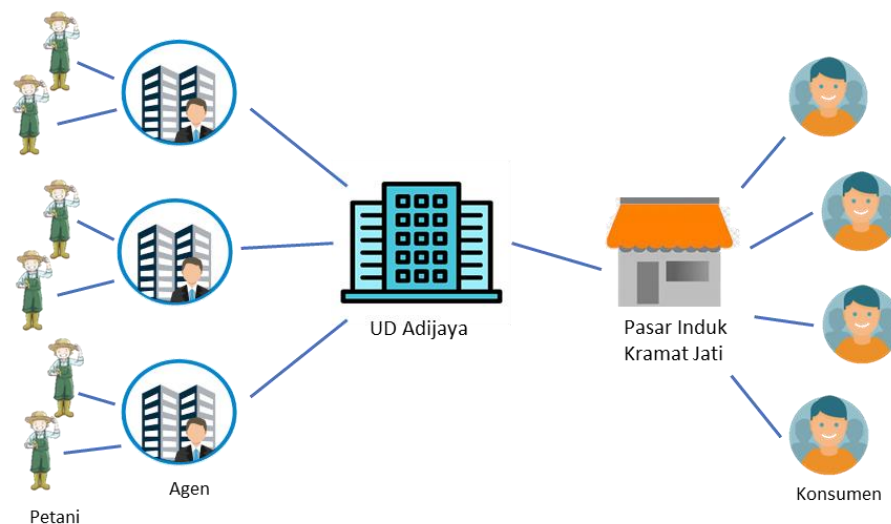 UD Adijaya
Pasar Induk
Kramat Jati
Agen
Konsumen
Petani